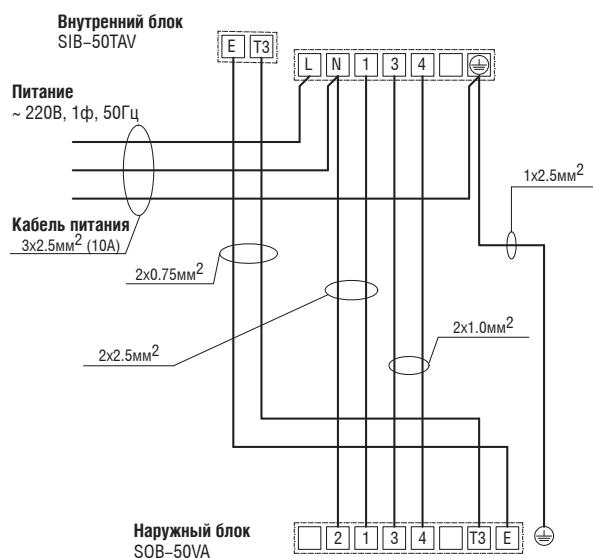 Внутренний блок
SIB–50TAV
E T3
L N 1 3 4
Питание
~ 220В, 1ф, 50Гц
1x2.5мм2
Кабель питания
3x2.5мм2 (10А)
2x0.75мм2
2x1.0мм2
2x2.5мм2
Наружный блок
SOB–50VA
2 1 3 4 T3 E